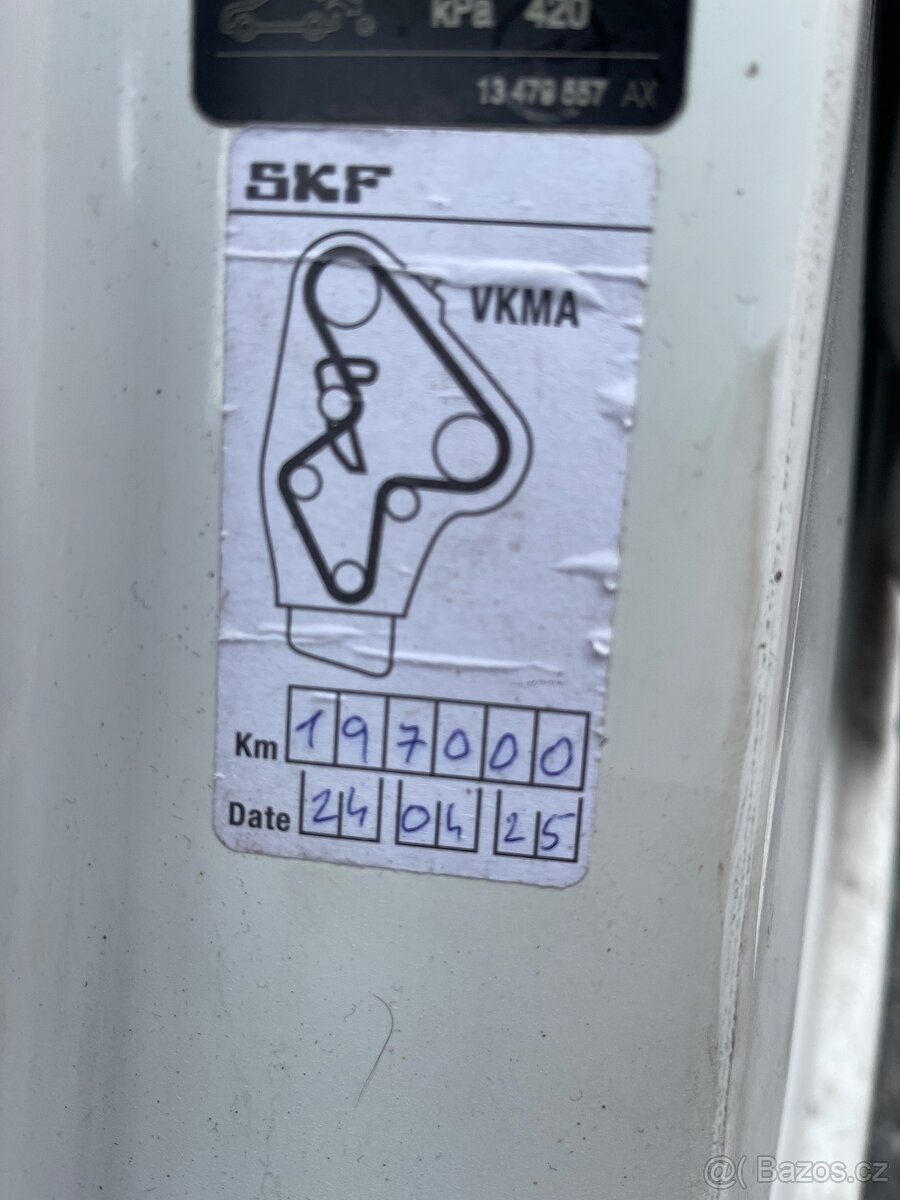 kPa 420
13 479 557 AX
SKF
VKMA
Km 197000
Date 24 04 25
Bazos.cz